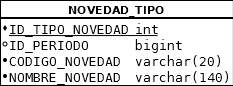 NOVEDAD_TIPO
ID_TIPO_NOVEDAD int
ID_PERIODO bigint
CODIGO_NOVEDAD varchar(20)
NOMBRE_NOVEDAD varchar(140)